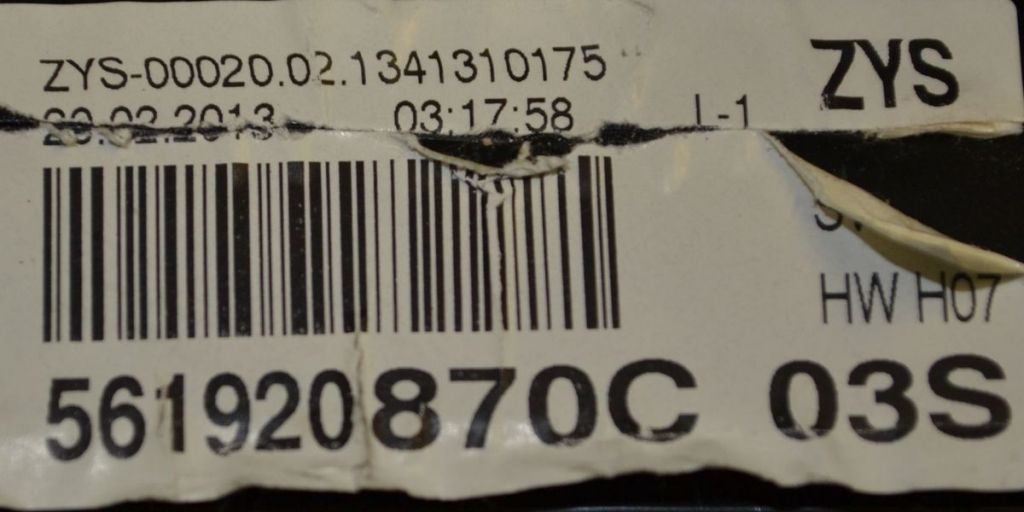 ZYS-00020.02.1341310175 ZYS
03:17:58 L-1
HW H07
561920870C 03S